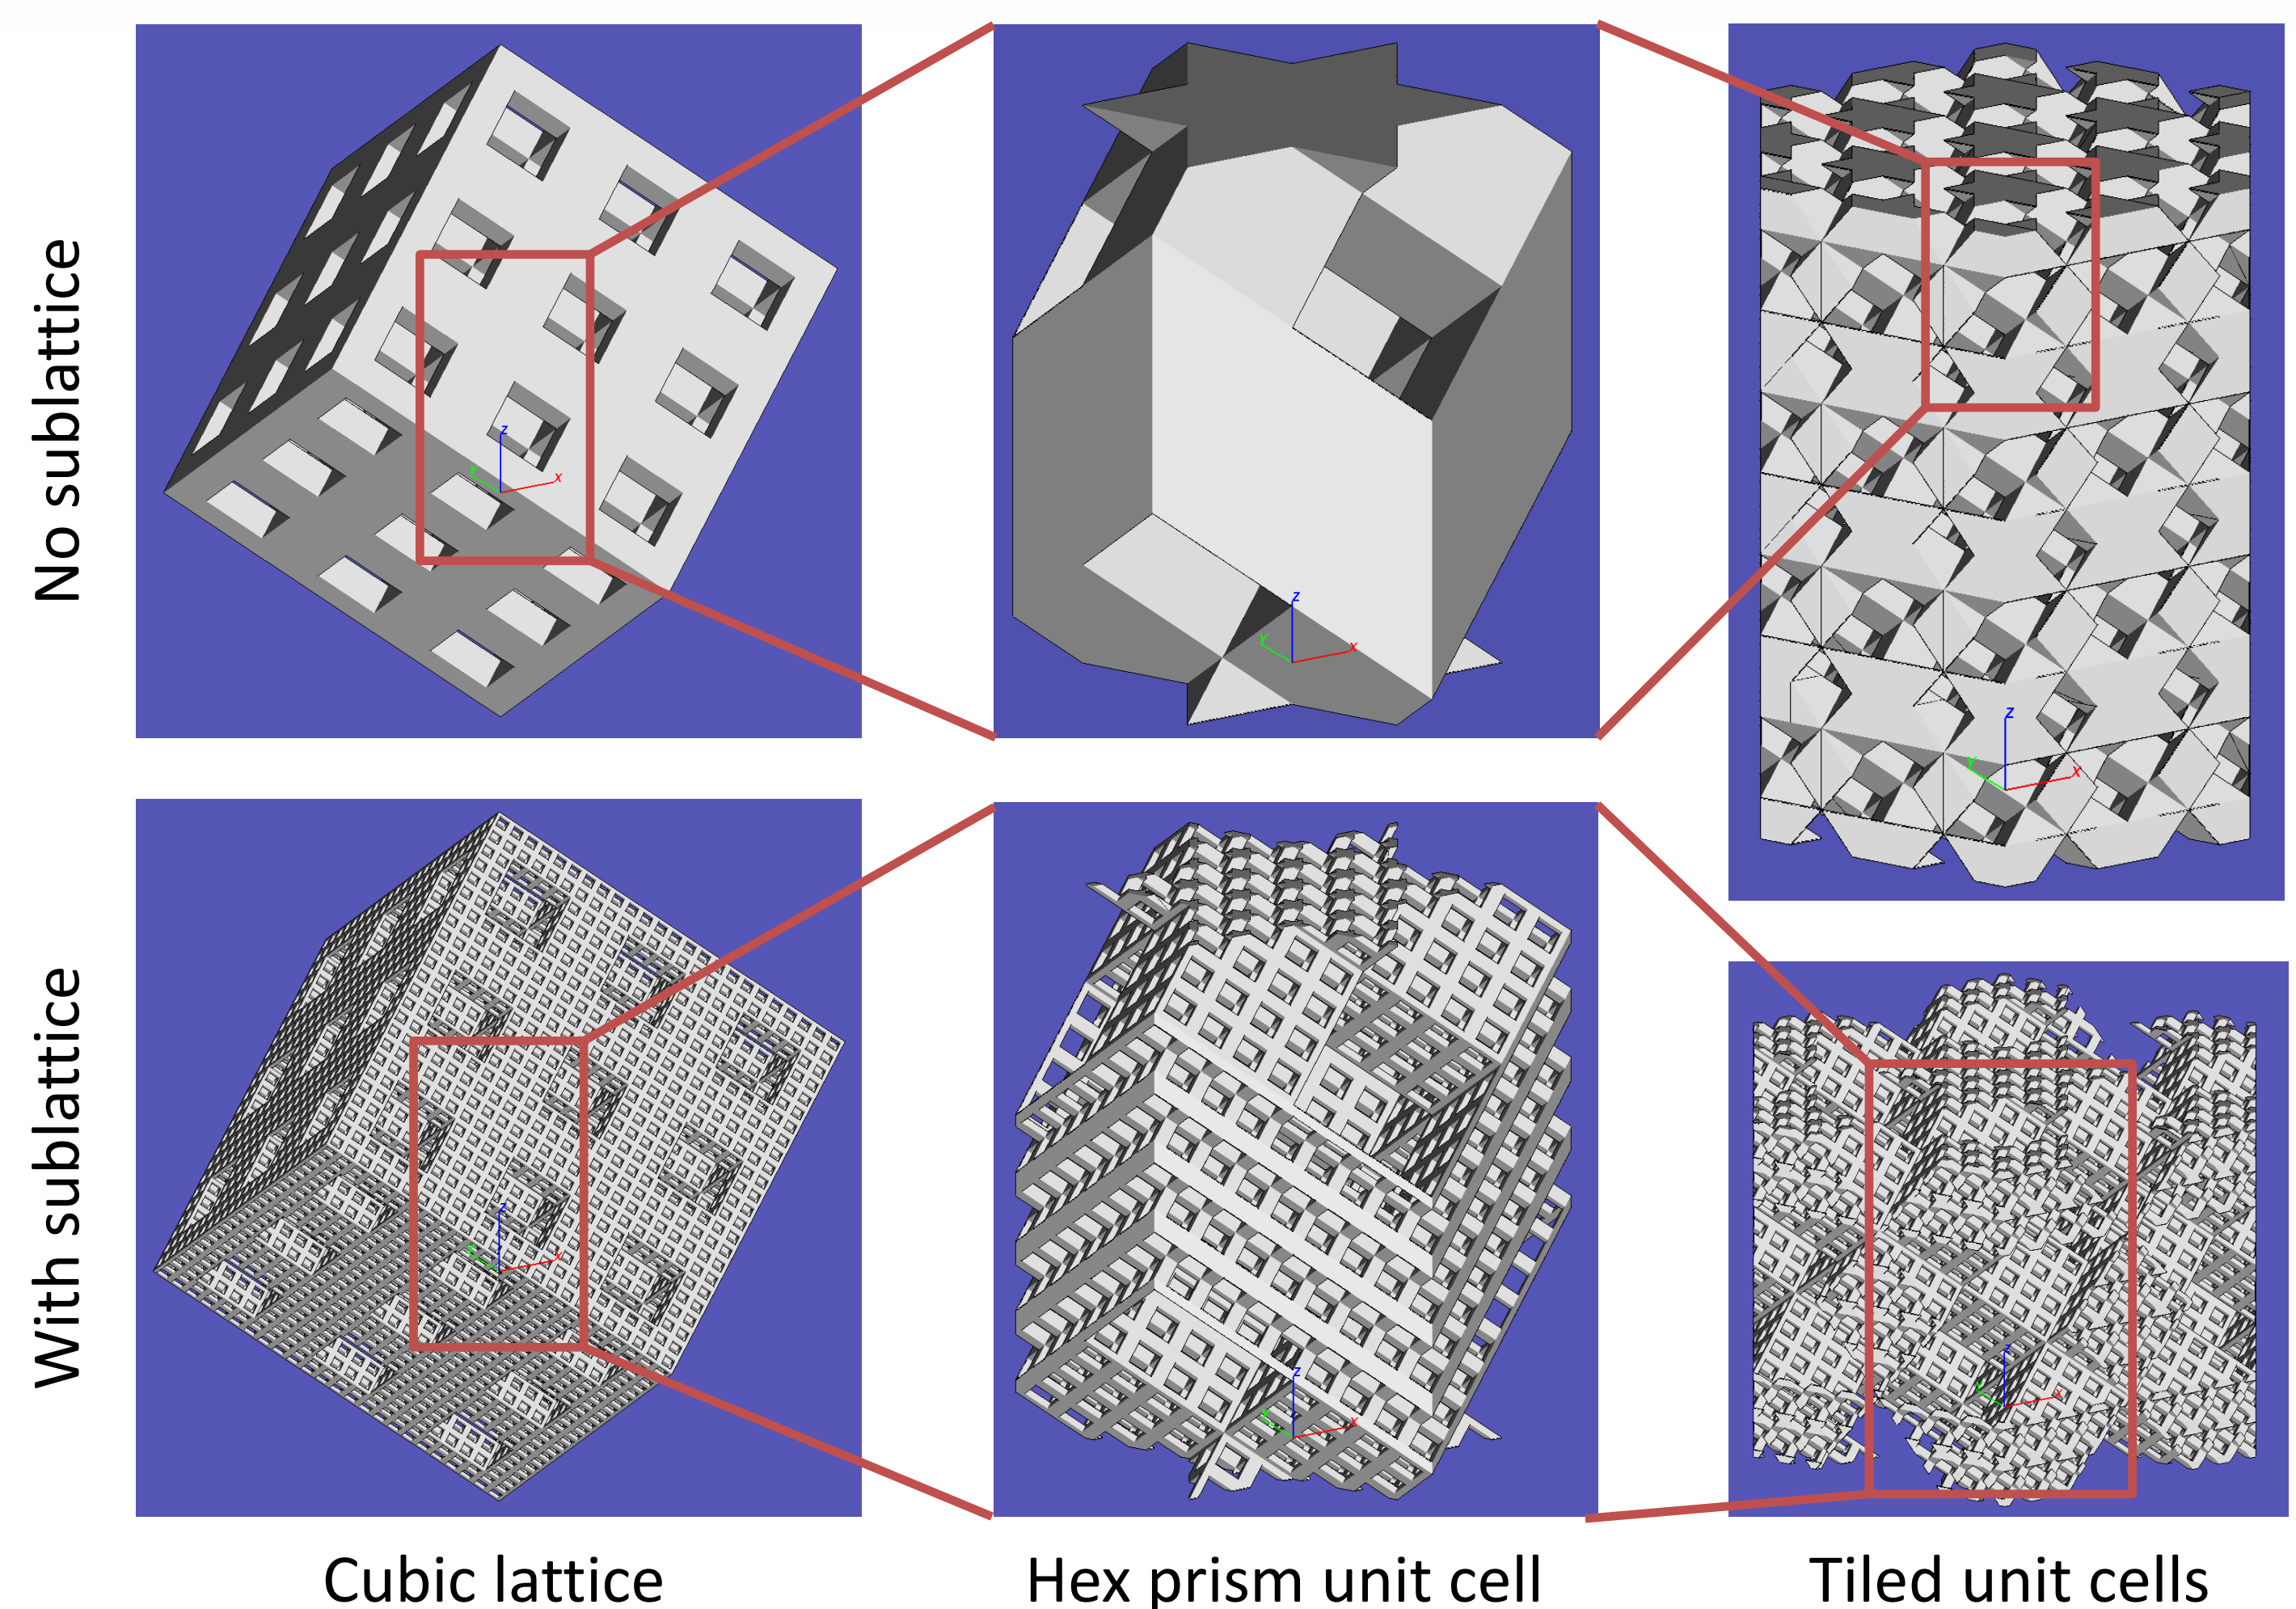 No sublattice
z
Y
X
z
Y
X
z
Y
X
With sublattice
z
Y
X
z
Y
X
z
Y
X
Cubic lattice
Hex prism unit cell
Tiled unit cells